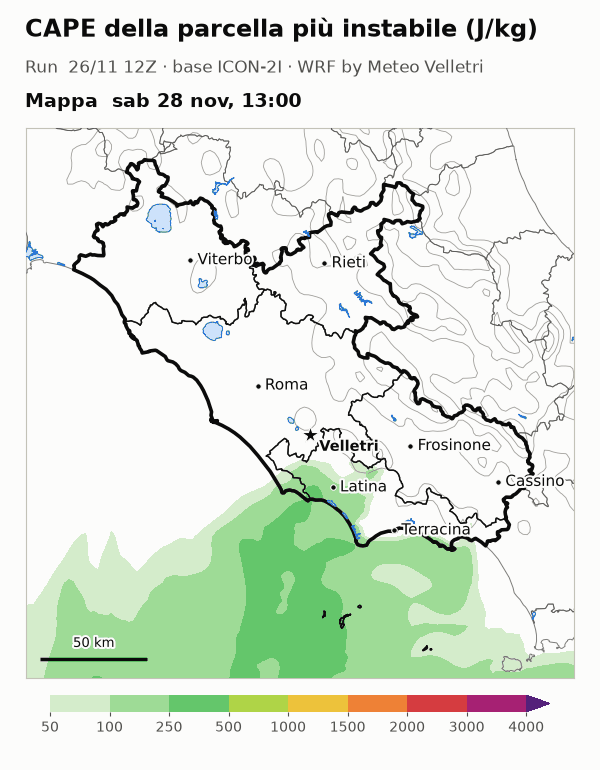 CAPE della parcella più instabile (J/kg)
Run  26/11 12Z · base ICON-2I · WRF by Meteo Velletri
Mappa  sab 28 nov, 13:00
Viterbo
Rieti
Roma
Velletri
Frosinone
Cassino
Latina
Terracina
50 km
50 100 250 500 1000 1500 2000 3000 4000